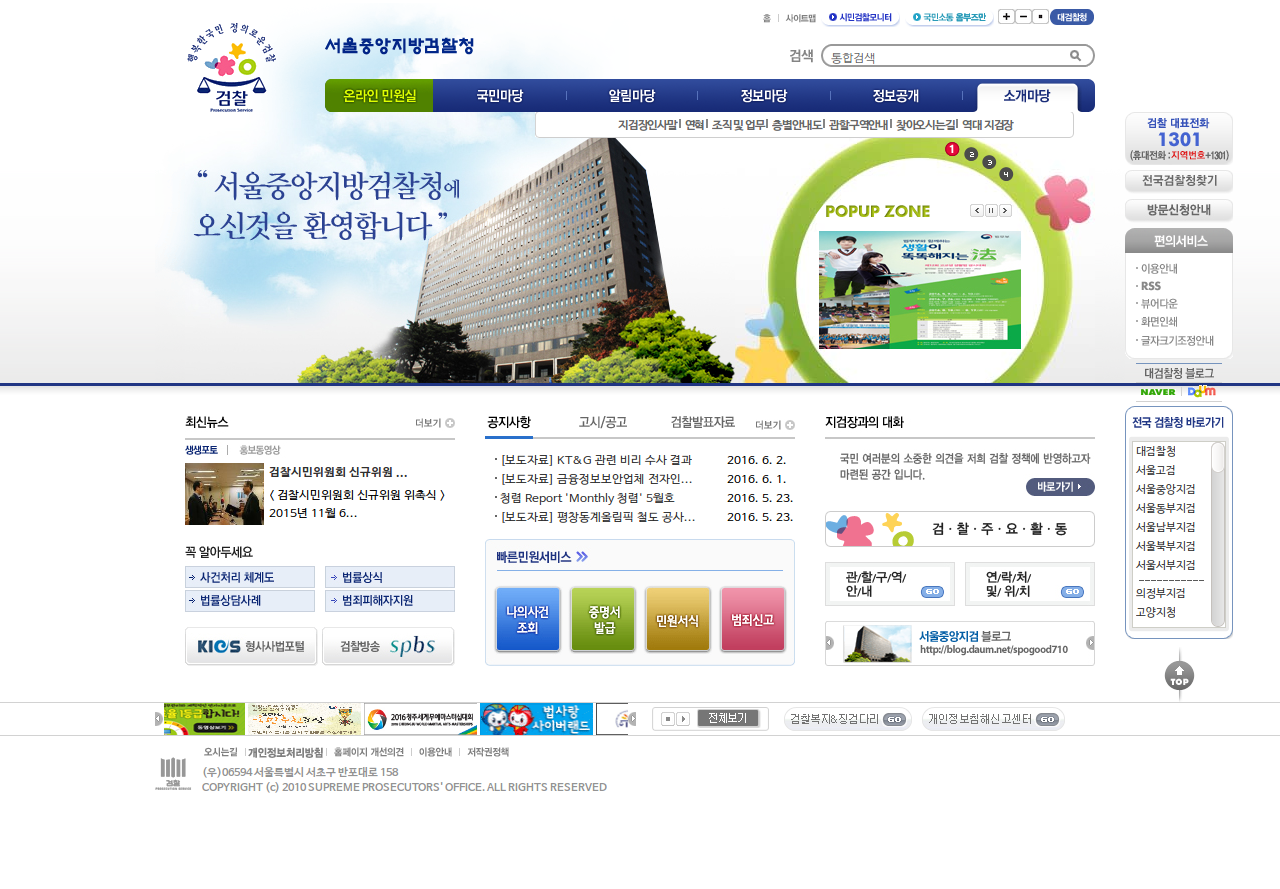 홈 | 사이트맵 시민검찰모니터 국민소통 옴부즈만 대검찰청
행복한국민 정의로운검찰
검찰
Prosecution Service
서울중앙지방검찰청
검색 통합검색
온라인 민원실 국민마당 알림마당 정보마당 정보공개 소개마당
지검장인사말 | 연혁 | 조직 및 업무 | 층별안내도 | 관할구역안내 | 찾아오시는길 | 역대 지검장
“ 서울중앙지방검찰청에
오신것을 환영합니다 ”
1 2 3 4
POPUP ZONE
생활이
똑똑해지는 法
검찰 대표전화
1301
(휴대전화 :지역번호+1301)
전국검찰청찾기
방문신청안내
편의서비스
· 이용안내
· RSS
· 뷰어다운
· 화면인쇄
· 글자크기조정안내
대검찰청 블로그
NAVER | Daum
전국 검찰청 바로가기
대검찰청
서울고검
서울중앙지검
서울동부지검
서울남부지검
서울북부지검
서울서부지검
-----------
의정부지검
고양지청
TOP
최신뉴스 더보기
생생포토 | 홍보동영상
검찰시민위원회 신규위원 ...
< 검찰시민위원회 신규위원 위촉식 >
2015년 11월 6...
꼭 알아두세요
사건처리 체계도 법률상식
법률상담사례 범죄피해자지원
KICS 형사사법포털 검찰방송 spbs
공지사항 고시/공고 검찰발표자료 더보기
· [보도자료] KT&G 관련 비리 수사 결과 2016. 6. 2.
· [보도자료] 금융정보보안업체 전자인... 2016. 6. 1.
· 청렴 Report 'Monthly 청렴' 5월호 2016. 5. 23.
· [보도자료] 평창동계올림픽 철도 공사... 2016. 5. 23.
빠른민원서비스
나의사건
조회
증명서
발급
민원서식
범죄신고
지검장과의 대화
국민 여러분의 소중한 의견을 저희 검찰 정책에 반영하고자
마련된 공간 입니다.
바로가기
검 · 찰 · 주 · 요 · 활 · 동
관/할/구/역/
안/내 GO
연/락/처/
및/ 위/치 GO
서울중앙지검 블로그
http://blog.daum.net/spogood710
2016청주세계무예마스터십대회
법사랑
사이버랜드
전체보기
검찰복지&징검다리 GO 개인정보침해신고센터 GO
오시는길 | 개인정보처리방침 | 홈페이지 개선의견 | 이용안내 | 저작권정책
검찰
PROSECUTION SERVICE
(우)06594 서울특별시 서초구 반포대로 158
COPYRIGHT (c) 2010 SUPREME PROSECUTORS' OFFICE. ALL RIGHTS RESERVED